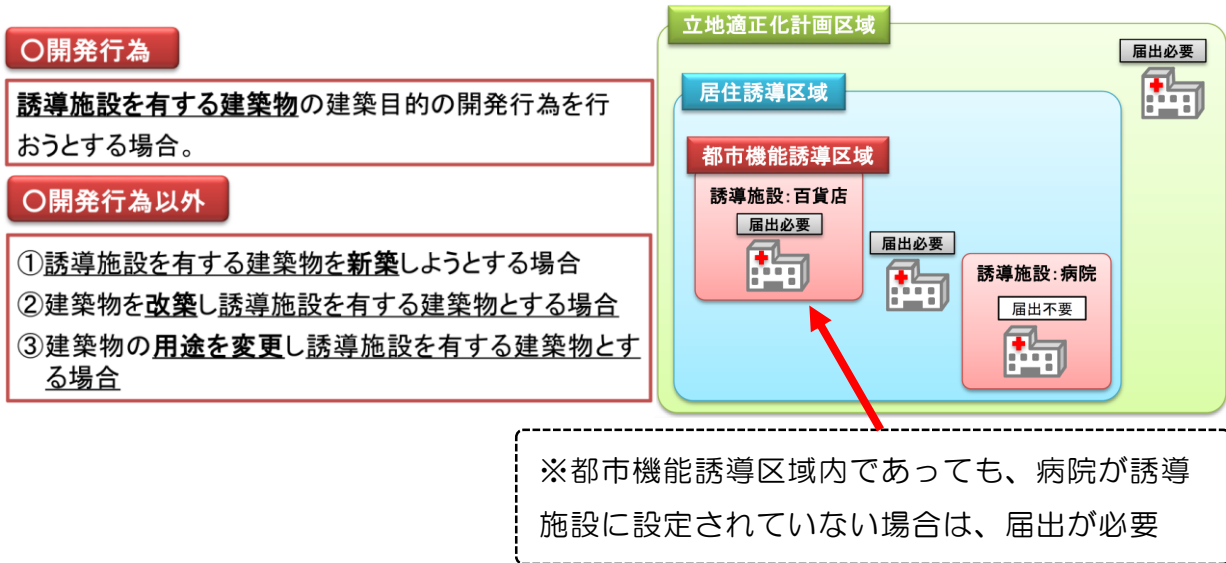 〇開発行為
誘導施設を有する建築物の建築目的の開発行為を行
おうとする場合。
〇開発行為以外
①誘導施設を有する建築物を新築しようとする場合
②建築物を改築し誘導施設を有する建築物とする場合
③建築物の用途を変更し誘導施設を有する建築物とす
る場合
立地適正化計画区域
届出必要
居住誘導区域
都市機能誘導区域
誘導施設:百貨店
届出必要
届出必要
誘導施設:病院
届出不要
※都市機能誘導区域内であっても、病院が誘導
施設に設定されていない場合は、届出が必要